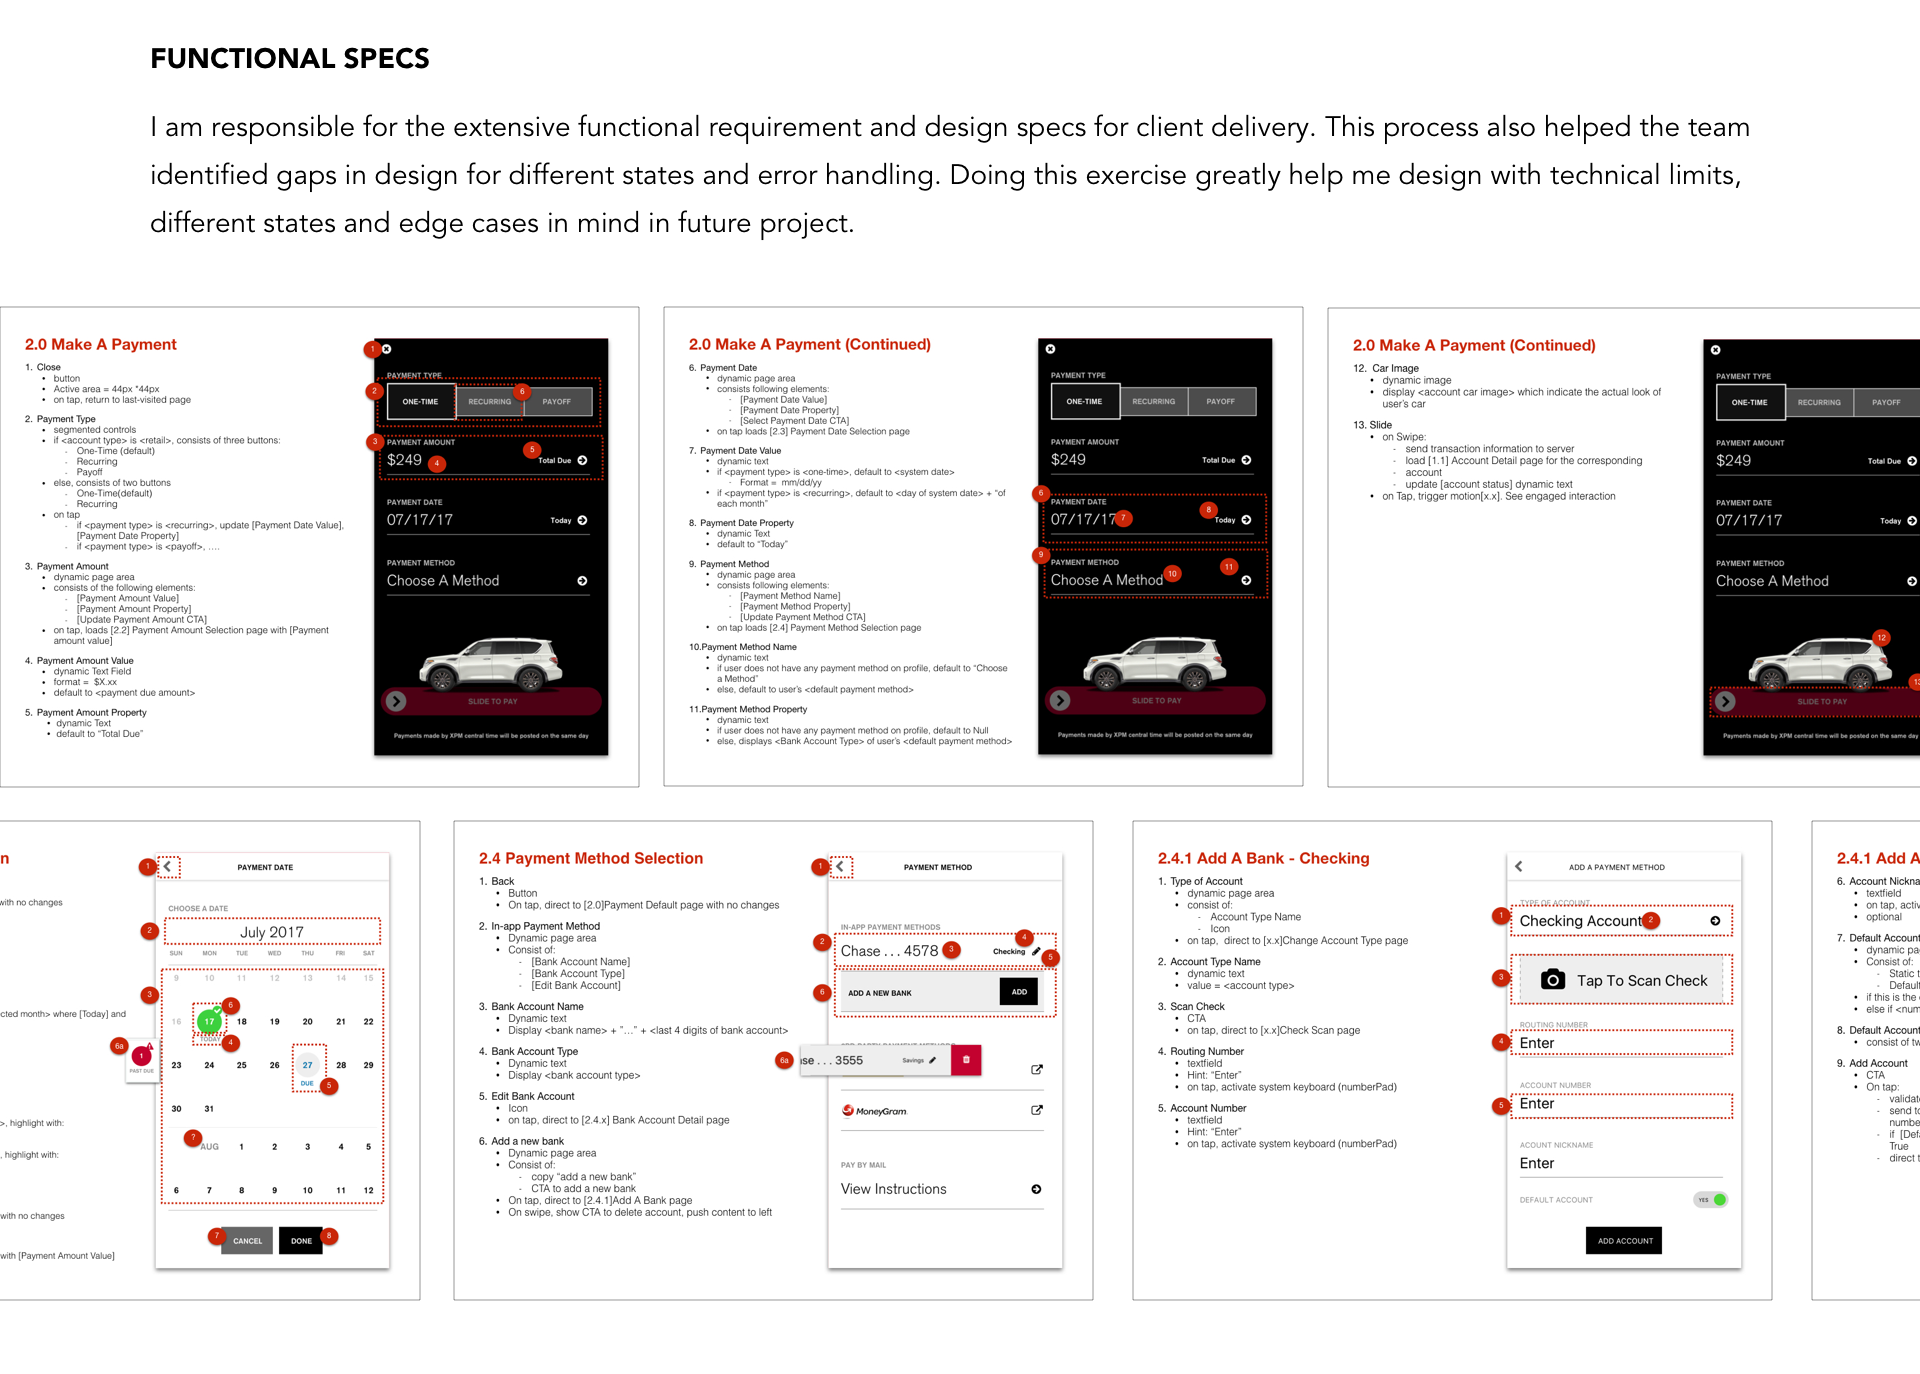 FUNCTIONAL SPECS
I am responsible for the extensive functional requirement and design specs for client delivery. This process also helped the team
identified gaps in design for different states and error handling. Doing this exercise greatly help me design with technical limits,
different states and edge cases in mind in future project.
2.0 Make A Payment
1. Close
• button
• Active area = 44px *44px
• on tap, return to last-visited page
2. Payment Type
• segmented controls
• if <account type> is <retail>, consists of three buttons:
- One-Time (default)
- Recurring
- Payoff
• else, consists of two buttons
- One-Time(default)
- Recurring
• on tap
- if <payment type> is <recurring>, update [Payment Date Value],
[Payment Date Property]
- if <payment type> is <payoff>, ....
3. Payment Amount
• dynamic page area
• consists of the following elements:
- [Payment Amount Value]
- [Payment Amount Property]
- [Update Payment Amount CTA]
• on tap, loads [2.2] Payment Amount Selection page with [Payment
amount value]
4. Payment Amount Value
• dynamic Text Field
• format = $X.xx
• default to <payment due amount>
5. Payment Amount Property
• dynamic Text
• default to “Total Due”
1
PAYMENT TYPE
2
ONE-TIME
RECURRING
6
PAYOFF
3
PAYMENT AMOUNT
$249
4
5
Total Due
PAYMENT DATE
07/17/17
Today
PAYMENT METHOD
Choose A Method
SLIDE TO PAY
Payments made by XPM central time will be posted on the same day
2.0 Make A Payment (Continued)
6. Payment Date
• dynamic page area
• consists following elements:
- [Payment Date Value]
- [Payment Date Property]
- [Select Payment Date CTA]
• on tap loads [2.3] Payment Date Selection page
7. Payment Date Value
• dynamic text
• if <payment type> is <one-time>, default to <system date>
- Format = mm/dd/yy
• if <payment type> is <recurring>, default to <day of system date> + “of
each month”
8. Payment Date Property
• dynamic Text
• default to “Today”
9. Payment Method
• dynamic page area
• consists following elements:
- [Payment Method Name]
- [Payment Method Property]
- [Update Payment Method CTA]
• on tap loads [2.4] Payment Method Selection page
10.Payment Method Name
• dynamic text
• if user does not have any payment method on profile, default to “Choose
a Method”
• else, default to user's <default payment method>
11.Payment Method Property
• dynamic text
• if user does not have any payment method on profile, default to Null
• else, displays <Bank Account Type> of user's <default payment method>
PAYMENT TYPE
ONE-TIME
RECURRING
PAYOFF
PAYMENT AMOUNT
$249
Total Due
6
PAYMENT DATE
07/17/17
7
8
Today
9
PAYMENT METHOD
Choose A Method
10
11
SLIDE TO PAY
Payments made by XPM central time will be posted on the same day
2.0 Make A Payment (Continued)
12. Car Image
• dynamic image
• display <account car image> which indicate the actual look of
user's car
13. Slide
• on Swipe:
- send transaction information to server
- load [1.1] Account Detail page for the corresponding
- account
- update [account status] dynamic text
• on Tap, trigger motion[x.x]. See engaged interaction
PAYMENT TYPE
ONE-TIME
RECURRING
PAYOFF
PAYMENT AMOUNT
$249
Total Due
PAYMENT DATE
07/17/17
Today
PAYMENT METHOD
Choose A Method
12
13
SLIDE TO PAY
Payments made by XPM central time will be posted on the same day
n
with no changes
cted month> where [Today] and
>, highlight with:
, highlight with:
with no changes
with [Payment Amount Value]
1
PAYMENT DATE
CHOOSE A DATE
2
July 2017
SUN MON TUE WED THU FRI SAT
3
9 10 11 12 13 14 15
6
16 17 18 19 20 21 22
TODAY
4
6a
1
PAST DUE
23 24 25 26 27 28 29
DUE
5
30 31
7
AUG 1 2 3 4 5
6 7 8 9 10 11 12
7
CANCEL
DONE
8
2.4 Payment Method Selection
1. Back
• Button
• On tap, direct to [2.0]Payment Default page with no changes
2. In-app Payment Method
• Dynamic page area
• Consist of:
- [Bank Account Name]
- [Bank Account Type]
- [Edit Bank Account]
3. Bank Account Name
• Dynamic text
• Display <bank name> + "..." + <last 4 digits of bank account>
4. Bank Account Type
• Dynamic text
• Display <bank account type>
5. Edit Bank Account
• Icon
• on tap, direct to [2.4.x] Bank Account Detail page
6. Add a new bank
• Dynamic page area
• Consist of:
- copy “add a new bank”
- CTA to add a new bank
• On tap, direct to [2.4.1]Add A Bank page
• On swipe, show CTA to delete account, push content to left
1
PAYMENT METHOD
IN-APP PAYMENT METHODS
2
Chase . . . 4578
3
4
Checking
5
6
ADD A NEW BANK
ADD
6a
se . . . 3555
Savings
MoneyGram.
PAY BY MAIL
View Instructions
2.4.1 Add A Bank - Checking
1. Type of Account
• dynamic page area
• consist of:
- Account Type Name
- Icon
• on tap, direct to [x.x]Change Account Type page
2. Account Type Name
• dynamic text
• value = <account type>
3. Scan Check
• CTA
• on tap, direct to [x.x]Check Scan page
4. Routing Number
• textfield
• Hint: “Enter”
• on tap, activate system keyboard (numberPad)
5. Account Number
• textfield
• Hint: “Enter”
• on tap, activate system keyboard (numberPad)
ADD A PAYMENT METHOD
TYPE OF ACCOUNT
1
Checking Account
2
3
Tap To Scan Check
ROUTING NUMBER
4
Enter
ACCOUNT NUMBER
5
Enter
ACOUNT NICKNAME
Enter
DEFAULT ACCOUNT
YES
ADD ACCOUNT
2.4.1 Add A
6. Account Nickna
• textfield
• on tap, activ
• optional
7. Default Account
• dynamic pa
• Consist of:
- Static t
- Default
• if this is the
• else if <num
8. Default Account
• consist of tw
9. Add Account
• CTA
• On tap:
- validate
- send to
numbe
- if [Defa
True
- direct t